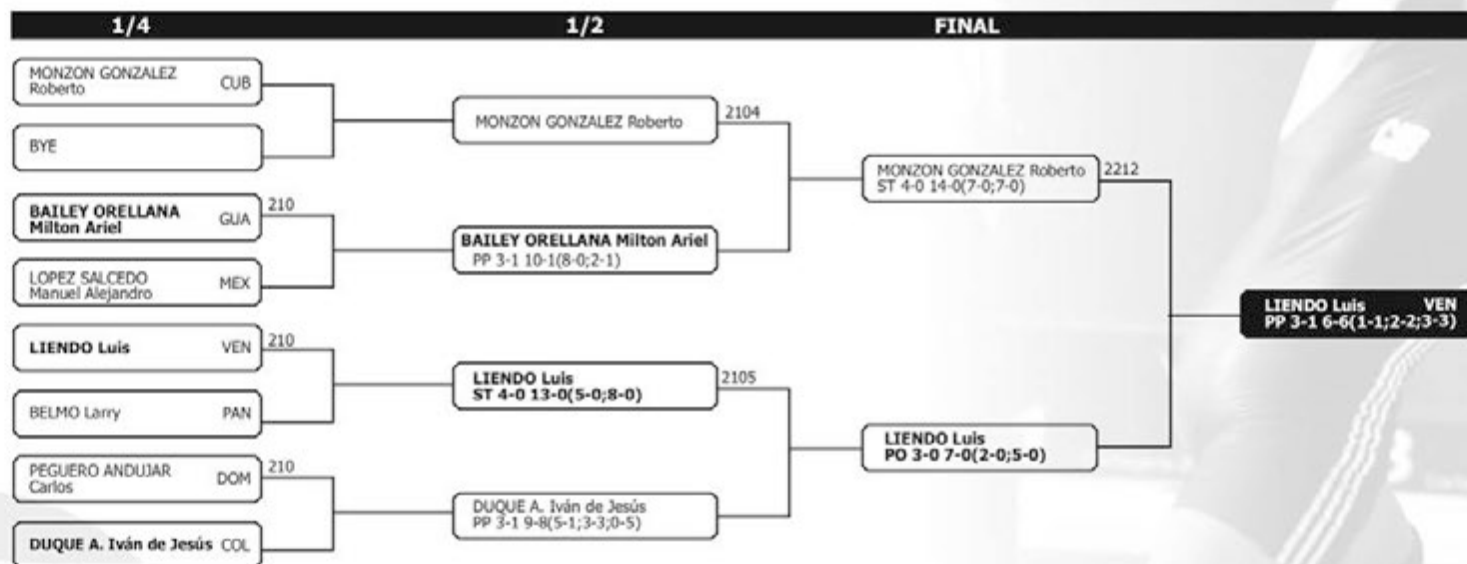 1/4
1/2
FINAL
MONZON GONZALEZ
Roberto
CUB
BYE
BAILEY ORELLANA
Milton Ariel
GUA
210
LOPEZ SALCEDO
Manuel Alejandro
MEX
LIENDO Luis VEN
210
BELMO Larry PAN
PEGUERO ANDUJAR
Carlos
DOM
210
DUQUE A. Iván de Jesús COL
MONZON GONZALEZ Roberto
2104
BAILEY ORELLANA Milton Ariel
PP 3-1 10-1(8-0;2-1)
LIENDO Luis
ST 4-0 13-0(5-0;8-0)
2105
DUQUE A. Iván de Jesús
PP 3-1 9-8(5-1;3-3;0-5)
MONZON GONZALEZ Roberto
ST 4-0 14-0(7-0;7-0)
2212
LIENDO Luis
PO 3-0 7-0(2-0;5-0)
LIENDO Luis VEN
PP 3-1 6-6(1-1;2-2;3-3)